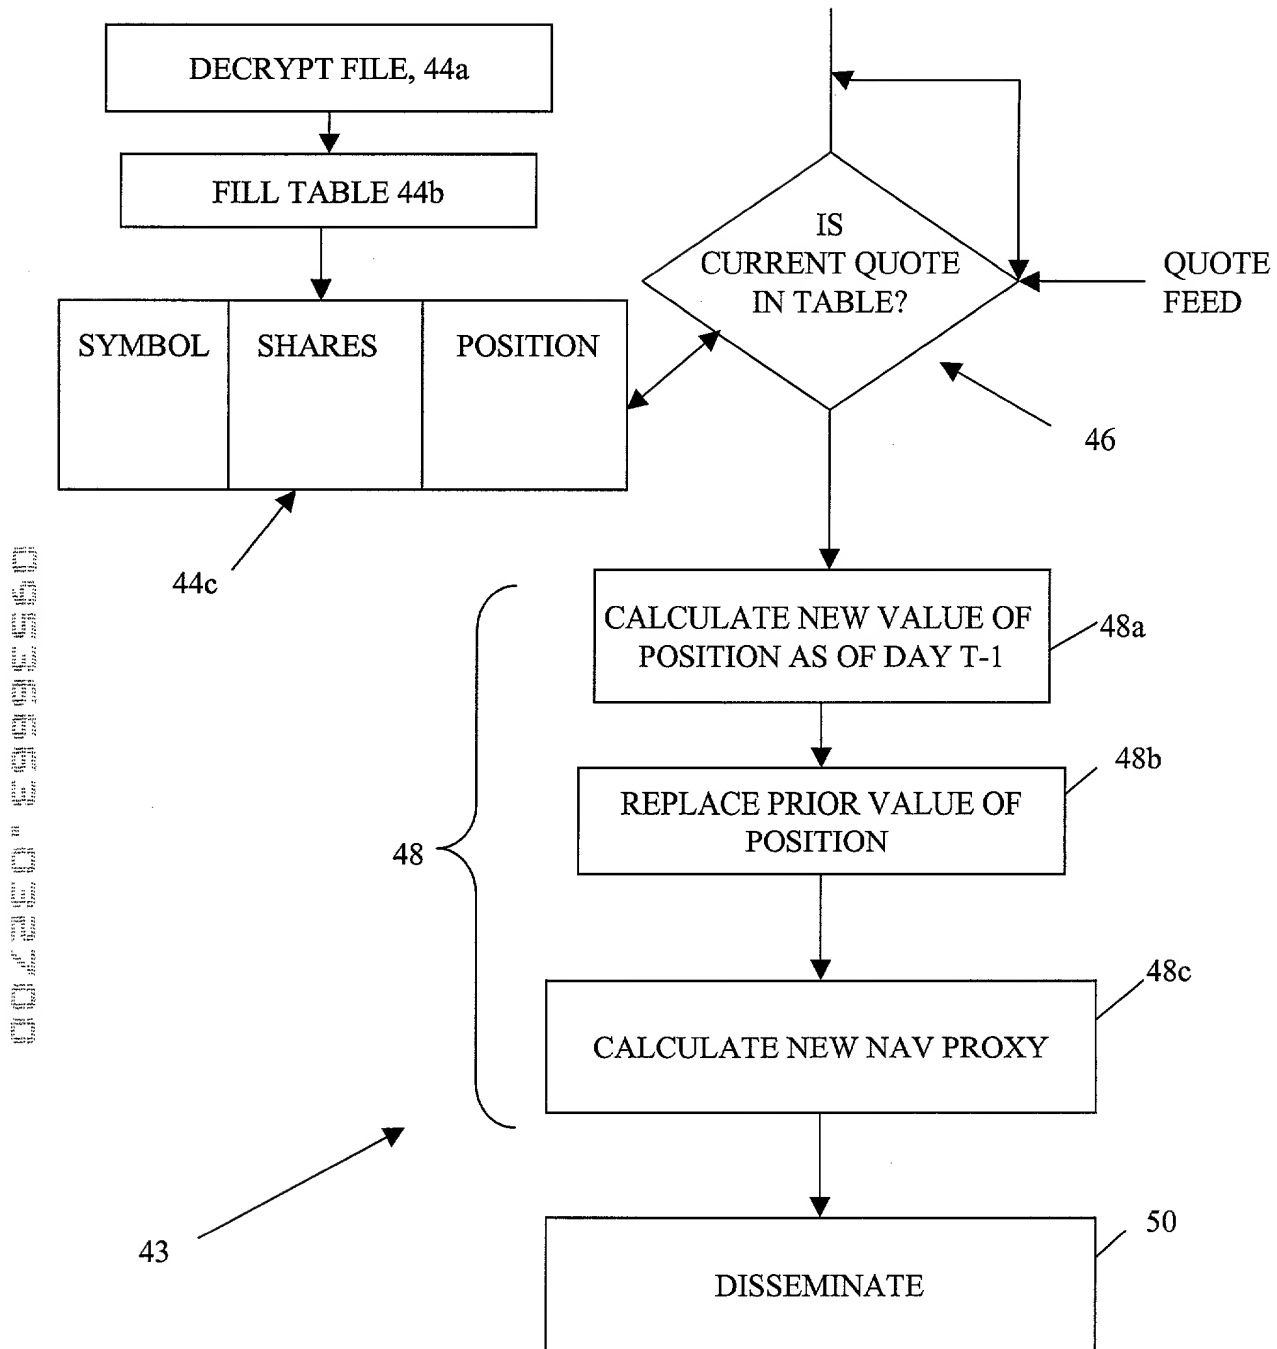 DECRYPT FILE, 44a
FILL TABLE 44b
SYMBOL
SHARES
POSITION
44c
IS
CURRENT QUOTE
IN TABLE?
QUOTE
FEED
46
CALCULATE NEW VALUE OF
POSITION AS OF DAY T-1
48a
REPLACE PRIOR VALUE OF
POSITION
48b
48
CALCULATE NEW NAV PROXY
48c
43
DISSEMINATE
50